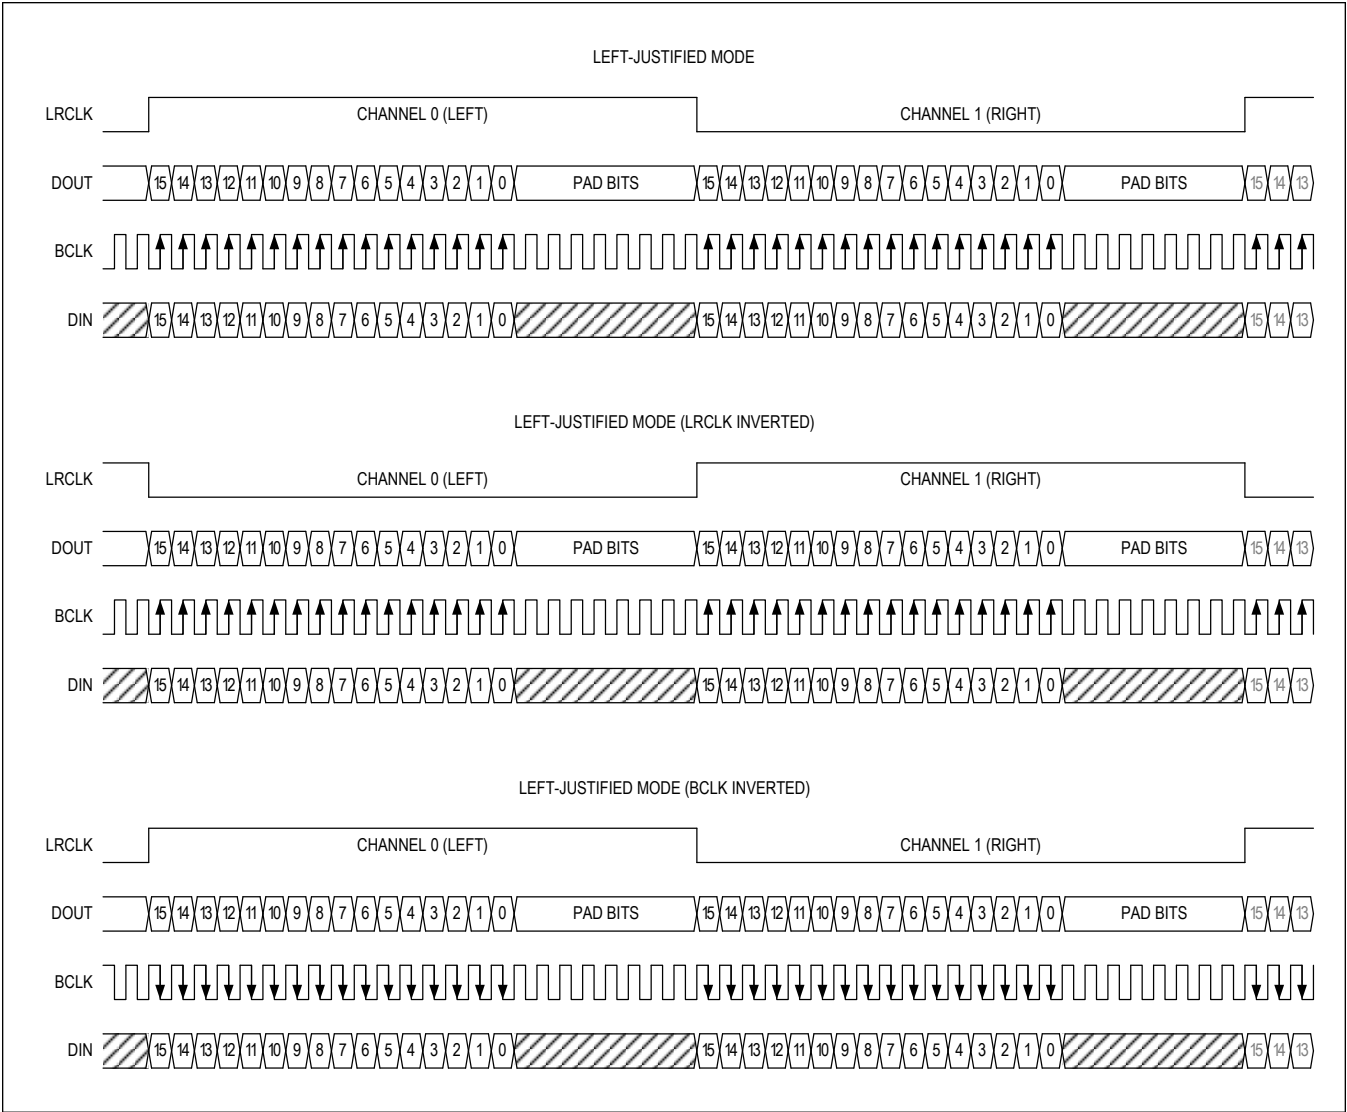 LEFT-JUSTIFIED MODE
LRCLK CHANNEL 0 (LEFT) CHANNEL 1 (RIGHT)
DOUT 15 14 13 12 11 10 9 8 7 6 5 4 3 2 1 0 PAD BITS 15 14 13 12 11 10 9 8 7 6 5 4 3 2 1 0 PAD BITS 15 14 13
BCLK
DIN 15 14 13 12 11 10 9 8 7 6 5 4 3 2 1 0 15 14 13 12 11 10 9 8 7 6 5 4 3 2 1 0 15 14 13
LEFT-JUSTIFIED MODE (LRCLK INVERTED)
LRCLK CHANNEL 0 (LEFT) CHANNEL 1 (RIGHT)
DOUT 15 14 13 12 11 10 9 8 7 6 5 4 3 2 1 0 PAD BITS 15 14 13 12 11 10 9 8 7 6 5 4 3 2 1 0 PAD BITS 15 14 13
BCLK
DIN 15 14 13 12 11 10 9 8 7 6 5 4 3 2 1 0 15 14 13 12 11 10 9 8 7 6 5 4 3 2 1 0 15 14 13
LEFT-JUSTIFIED MODE (BCLK INVERTED)
LRCLK CHANNEL 0 (LEFT) CHANNEL 1 (RIGHT)
DOUT 15 14 13 12 11 10 9 8 7 6 5 4 3 2 1 0 PAD BITS 15 14 13 12 11 10 9 8 7 6 5 4 3 2 1 0 PAD BITS 15 14 13
BCLK
DIN 15 14 13 12 11 10 9 8 7 6 5 4 3 2 1 0 15 14 13 12 11 10 9 8 7 6 5 4 3 2 1 0 15 14 13